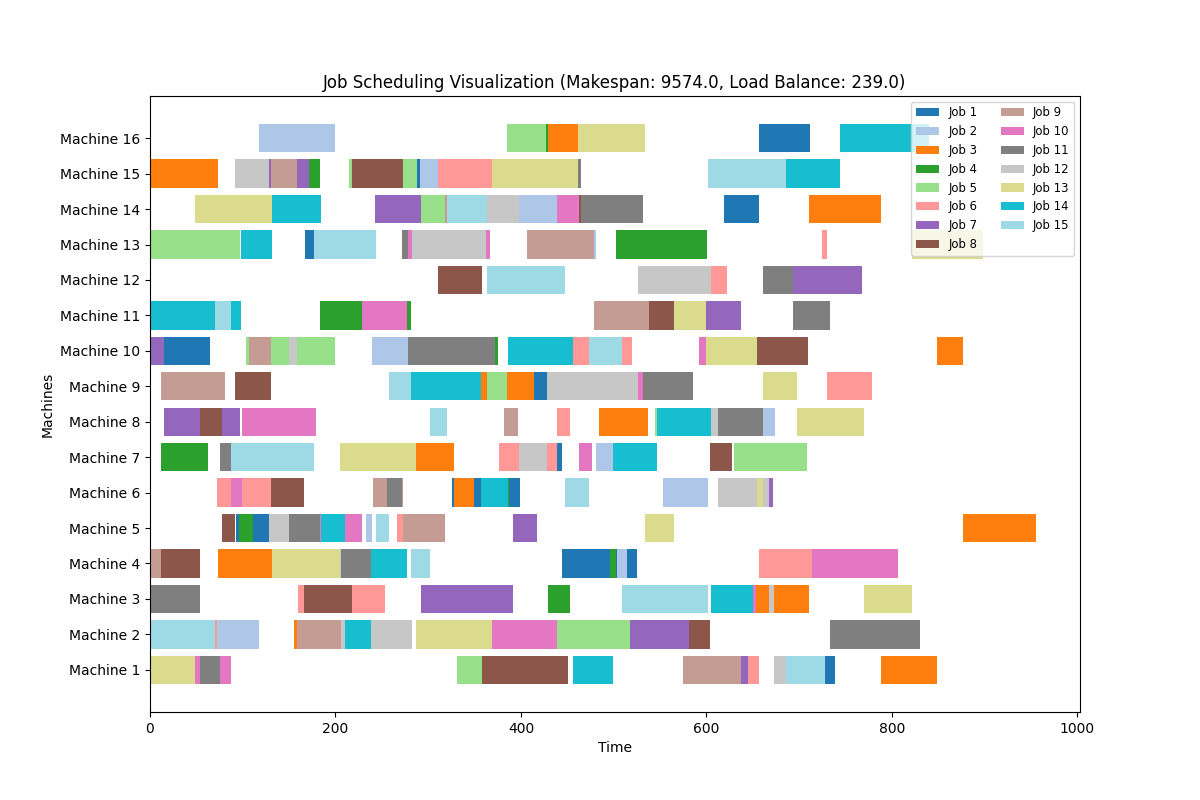 Job Scheduling Visualization (Makespan: 9574.0, Load Balance: 239.0)
Machines
Machine 16
Machine 15
Machine 14
Machine 13
Machine 12
Machine 11
Machine 10
Machine 9
Machine 8
Machine 7
Machine 6
Machine 5
Machine 4
Machine 3
Machine 2
Machine 1
Job 1
Job 2
Job 3
Job 4
Job 5
Job 6
Job 7
Job 8
Job 9
Job 10
Job 11
Job 12
Job 13
Job 14
Job 15
0 200 400 600 800 1000
Time